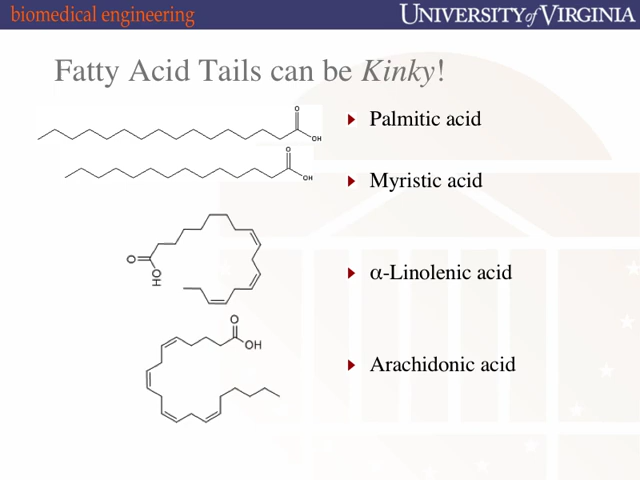 biomedical engineering
UNIVERSITY of VIRGINIA
Fatty Acid Tails can be Kinky!
O
OH
Palmitic acid
O
OH
Myristic acid
O
OH
α-Linolenic acid
O
OH
Arachidonic acid